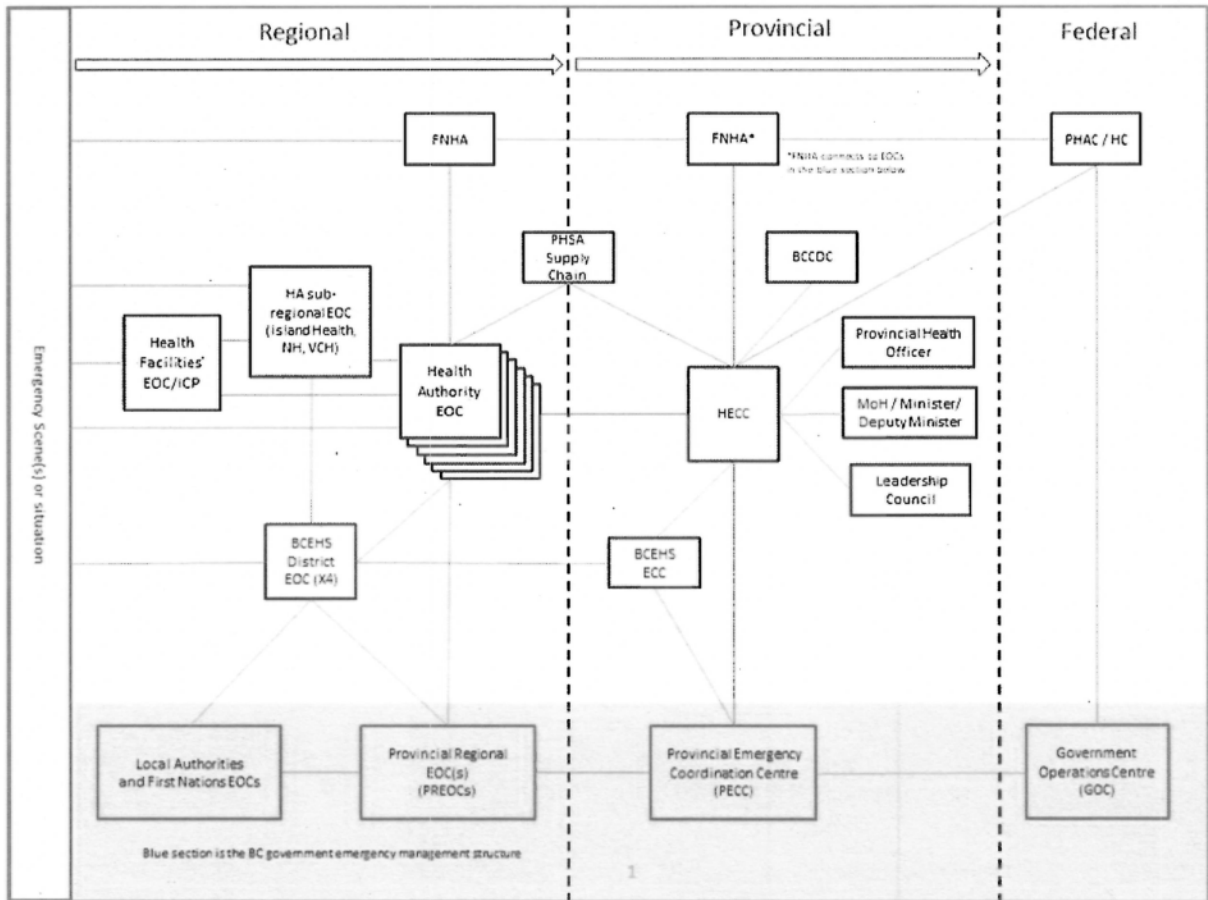 Regional
Provincial
Federal
FNHA
FNHA*
*FNHA connects to EOCs
in the blue section below
PHAC / HC
PHSA
Supply
Chain
BCCDC
HA sub-
regional EOC
(Island Health,
NH, VCH)
Health
Facilities'
EOC/ICP
Health
Authority
EOC
HECC
Provincial Health
Officer
MoH / Minister/
Deputy Minister
Leadership
Council
Emergency Scene(s) or situation
BCEHS
District
EOC (X4)
BCEHS
ECC
Local Authorities
and First Nations EOCs
Provincial Regional
EOC(s)
(PREOCs)
Provincial Emergency
Coordination Centre
(PECC)
Government
Operations Centre
(GOC)
Blue section is the BC government emergency management structure
1